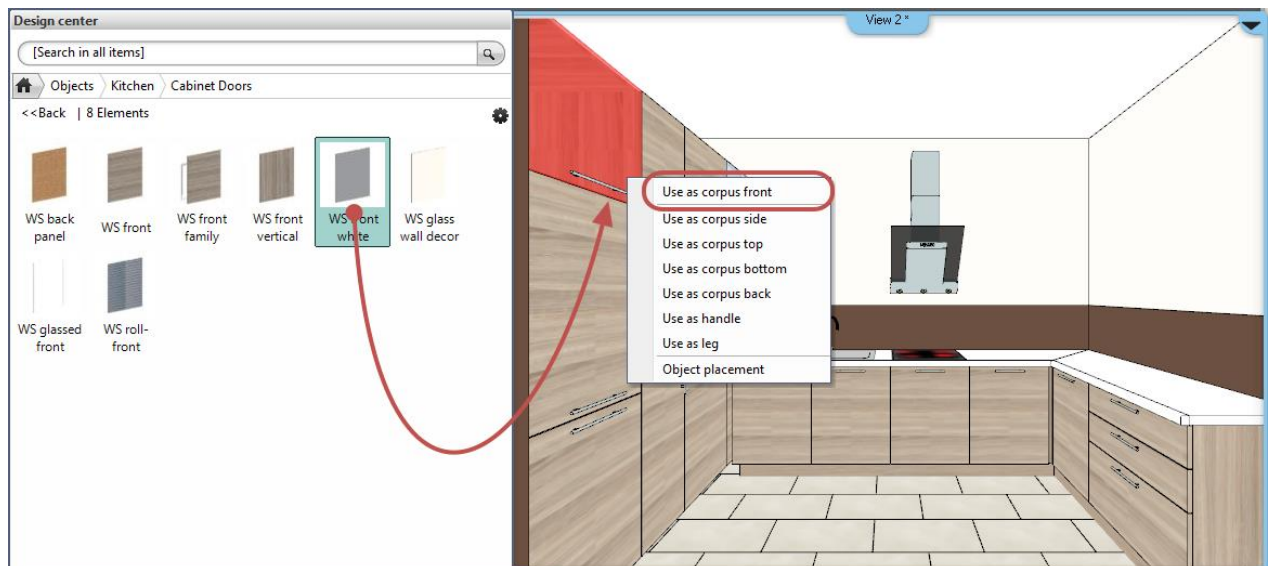 Design center
[Search in all items]
Objects Kitchen Cabinet Doors
<<Back | 8 Elements
WS back
panel
WS front
WS front
family
WS front
vertical
WS front
white
WS glass
wall decor
WS glassed
front
WS roll-
front
View 2 *
Use as corpus front
Use as corpus side
Use as corpus top
Use as corpus bottom
Use as corpus back
Use as handle
Use as leg
Object placement